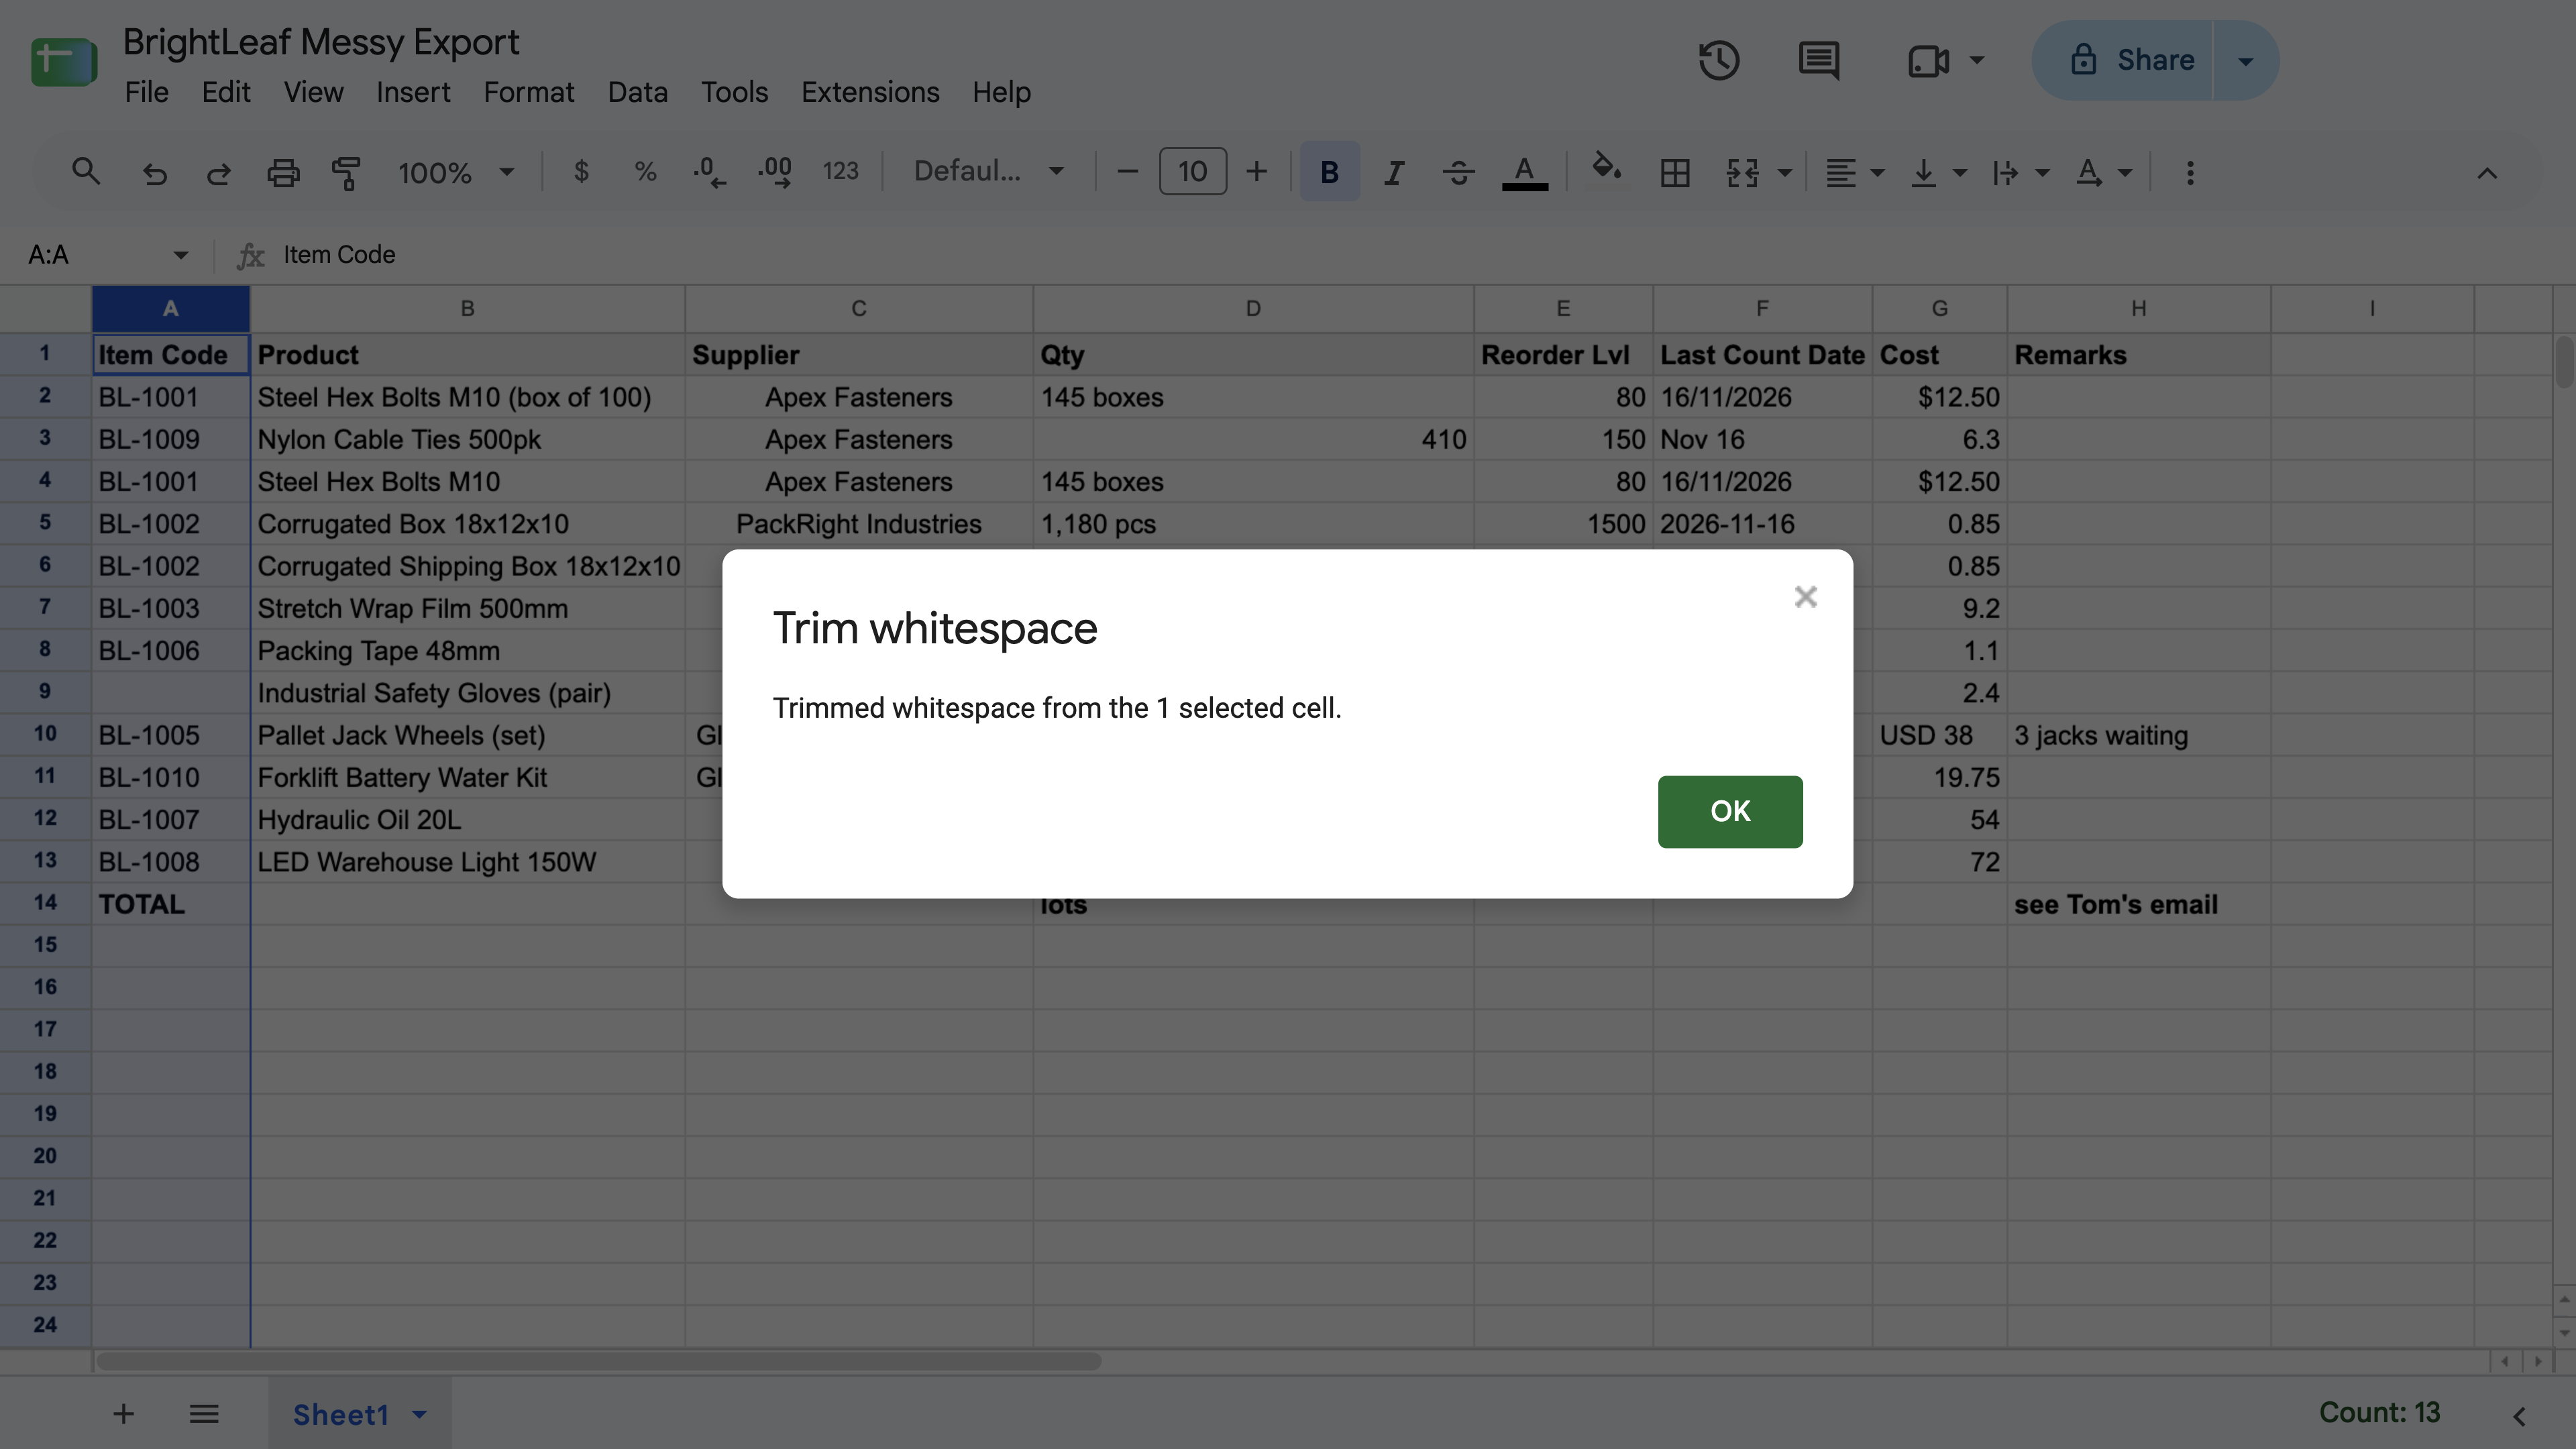 BrightLeaf Messy Export
File Edit View Insert Format Data Tools Extensions Help
Share
100% $ % .0 .00 123 Defaul... 10 B I A A
A:A fx Item Code
A B C D E F G H I
1 Item Code Product Supplier Qty Reorder Lvl Last Count Date Cost Remarks
2 BL-1001 Steel Hex Bolts M10 (box of 100) Apex Fasteners 145 boxes 80 16/11/2026 $12.50
3 BL-1009 Nylon Cable Ties 500pk Apex Fasteners 410 150 Nov 16 6.3
4 BL-1001 Steel Hex Bolts M10 Apex Fasteners 145 boxes 80 16/11/2026 $12.50
5 BL-1002 Corrugated Box 18x12x10 PackRight Industries 1,180 pcs 1500 2026-11-16 0.85
6 BL-1002 Corrugated Shipping Box 18x12x10 0.85
7 BL-1003 Stretch Wrap Film 500mm 9.2
8 BL-1006 Packing Tape 48mm 1.1
9 Industrial Safety Gloves (pair) 2.4
10 BL-1005 Pallet Jack Wheels (set) Gl USD 38 3 jacks waiting
11 BL-1010 Forklift Battery Water Kit Gl 19.75
12 BL-1007 Hydraulic Oil 20L 54
13 BL-1008 LED Warehouse Light 150W 72
14 TOTAL lots see Tom's email
15
16
17
18
19
20
21
22
23
24
Trim whitespace
Trimmed whitespace from the 1 selected cell.
OK
Sheet1
Count: 13